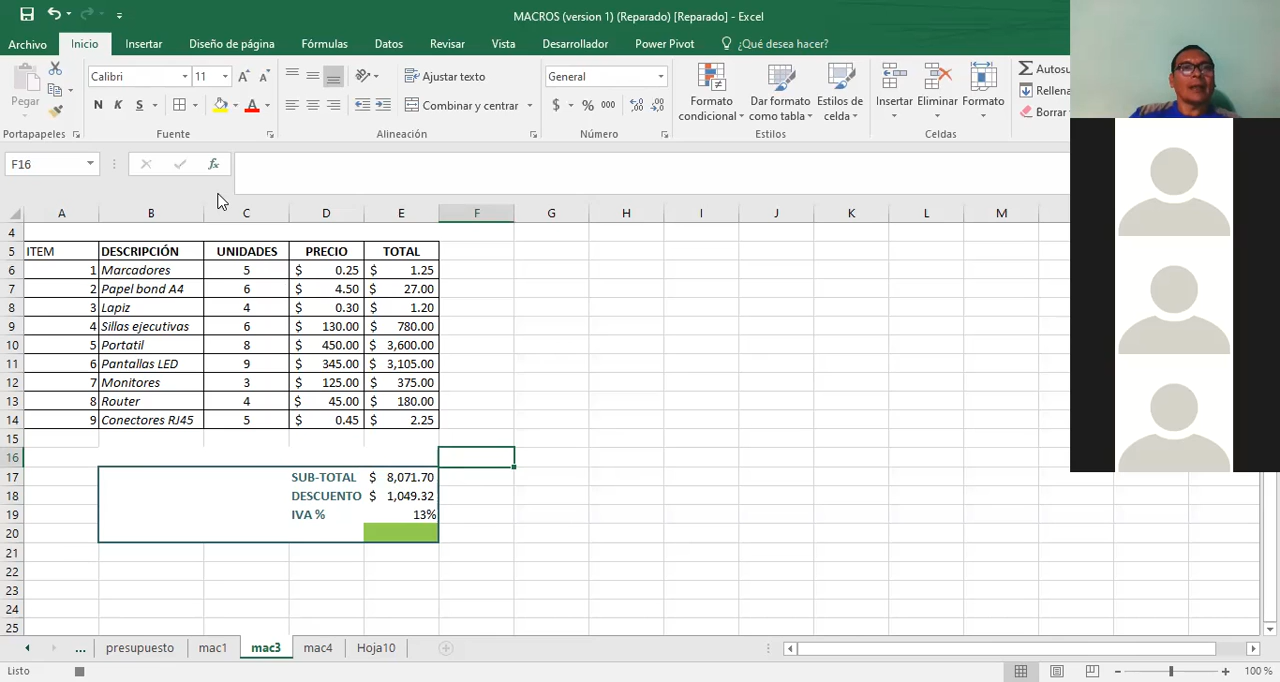 MACROS (version 1) (Reparado) [Reparado] - Excel
Archivo Inicio Insertar Diseño de página Fórmulas Datos Revisar Vista Desarrollador Power Pivot ¿Qué desea hacer?
Pegar
Calibri 11
N K S
Ajustar texto
Combinar y centrar
General
$ % 000
Formato condicional
Dar formato como tabla
Estilos de celda
Insertar Eliminar Formato
Autosu
Rellena
Borrar
Portapapeles Fuente Alineación Número Estilos Celdas
F16 fx
A B C D E F G H I J K L M
4
5 ITEM DESCRIPCIÓN UNIDADES PRECIO TOTAL
6 1 Marcadores 5 $ 0.25 $ 1.25
7 2 Papel bond A4 6 $ 4.50 $ 27.00
8 3 Lapiz 4 $ 0.30 $ 1.20
9 4 Sillas ejecutivas 6 $ 130.00 $ 780.00
10 5 Portatil 8 $ 450.00 $ 3,600.00
11 6 Pantallas LED 9 $ 345.00 $ 3,105.00
12 7 Monitores 3 $ 125.00 $ 375.00
13 8 Router 4 $ 45.00 $ 180.00
14 9 Conectores RJ45 5 $ 0.45 $ 2.25
15
16
17 SUB-TOTAL $ 8,071.70
18 DESCUENTO $ 1,049.32
19 IVA % 13%
20
21
22
23
24
25
... presupuesto mac1 mac3 mac4 Hoja10
Listo 100 %